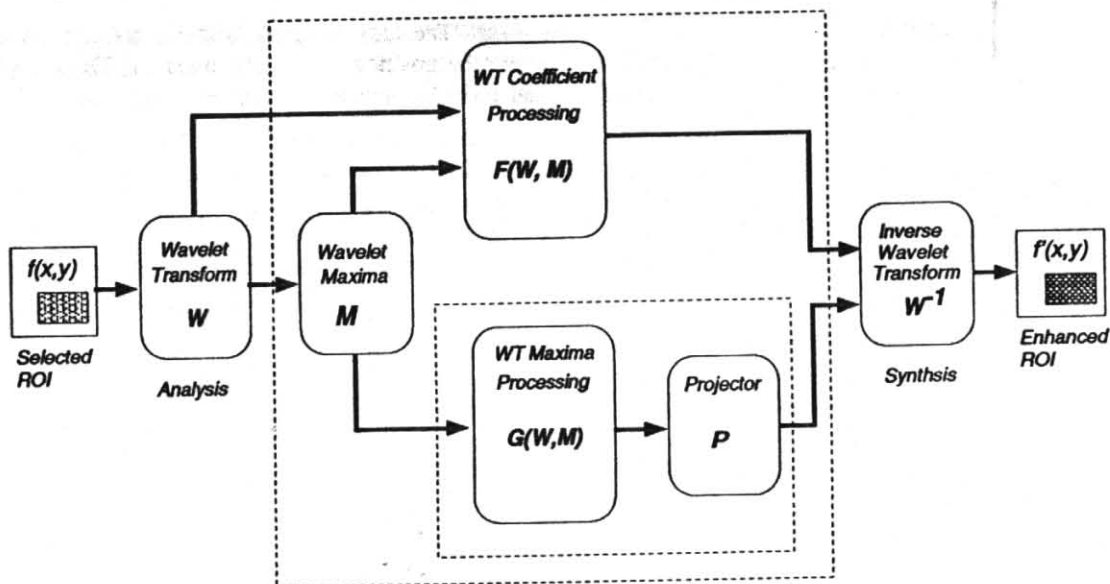 WT Coefficient
Processing
F(W, M)
f(x,y)
Selected
ROI
Wavelet
Transform
W
Analysis
Wavelet
Maxima
M
WT Maxima
Processing
G(W,M)
Projector
P
Inverse
Wavelet
Transform
W⁻¹
Synthsis
f'(x,y)
Enhanced
ROI